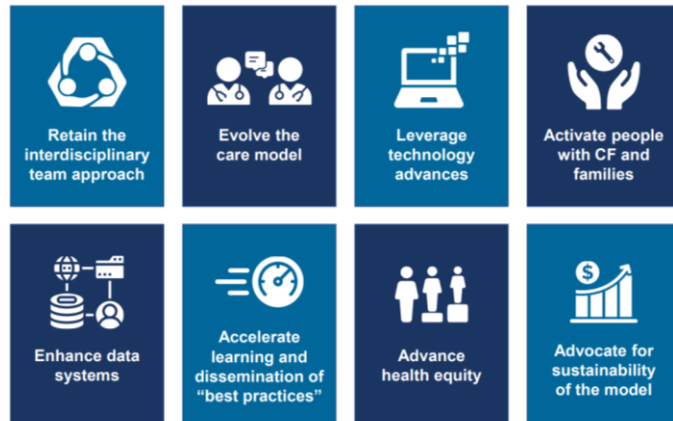 Retain the
interdisciplinary
team approach
Evolve the
care model
Leverage
technology
advances
Activate people
with CF and
families
Enhance data
systems
Accelerate
learning and
dissemination of
“best practices”
Advance
health equity
$
Advocate for
sustainability
of the model